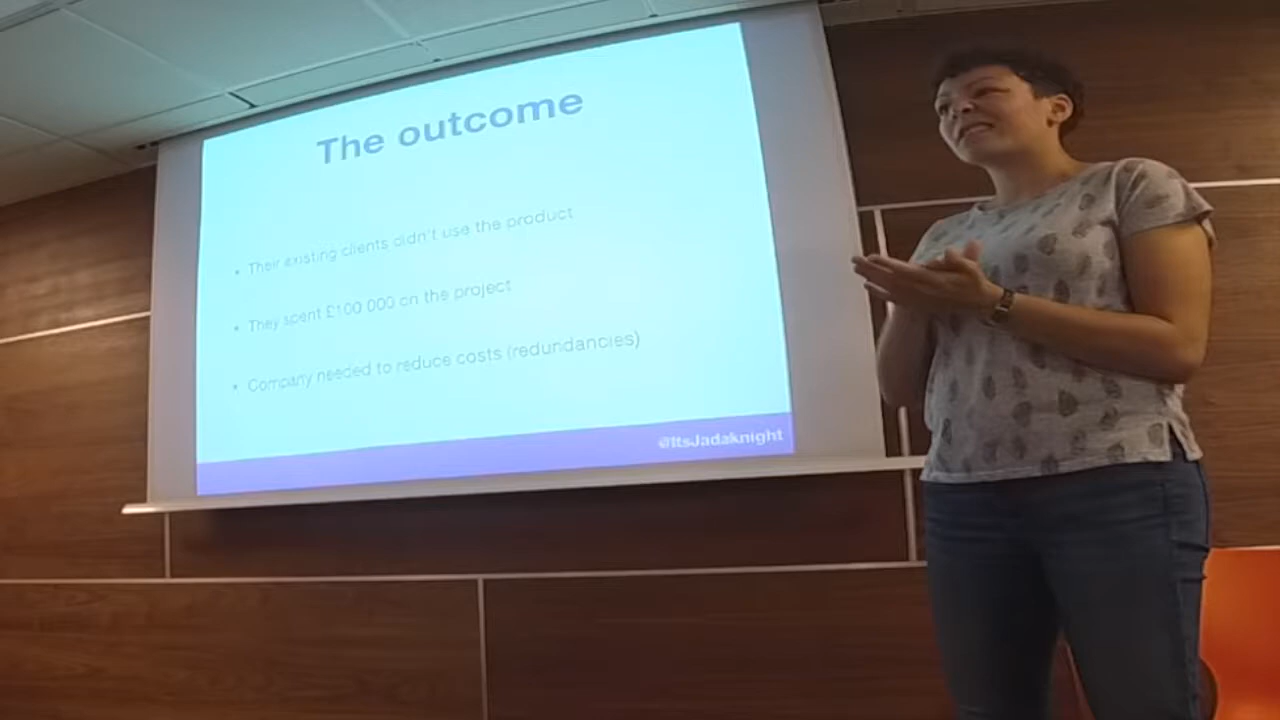 The outcome
• Their existing clients didn't use the product
• They spent £100 000 on the project
• Company needed to reduce costs (redundancies)
@ItsJadaknight